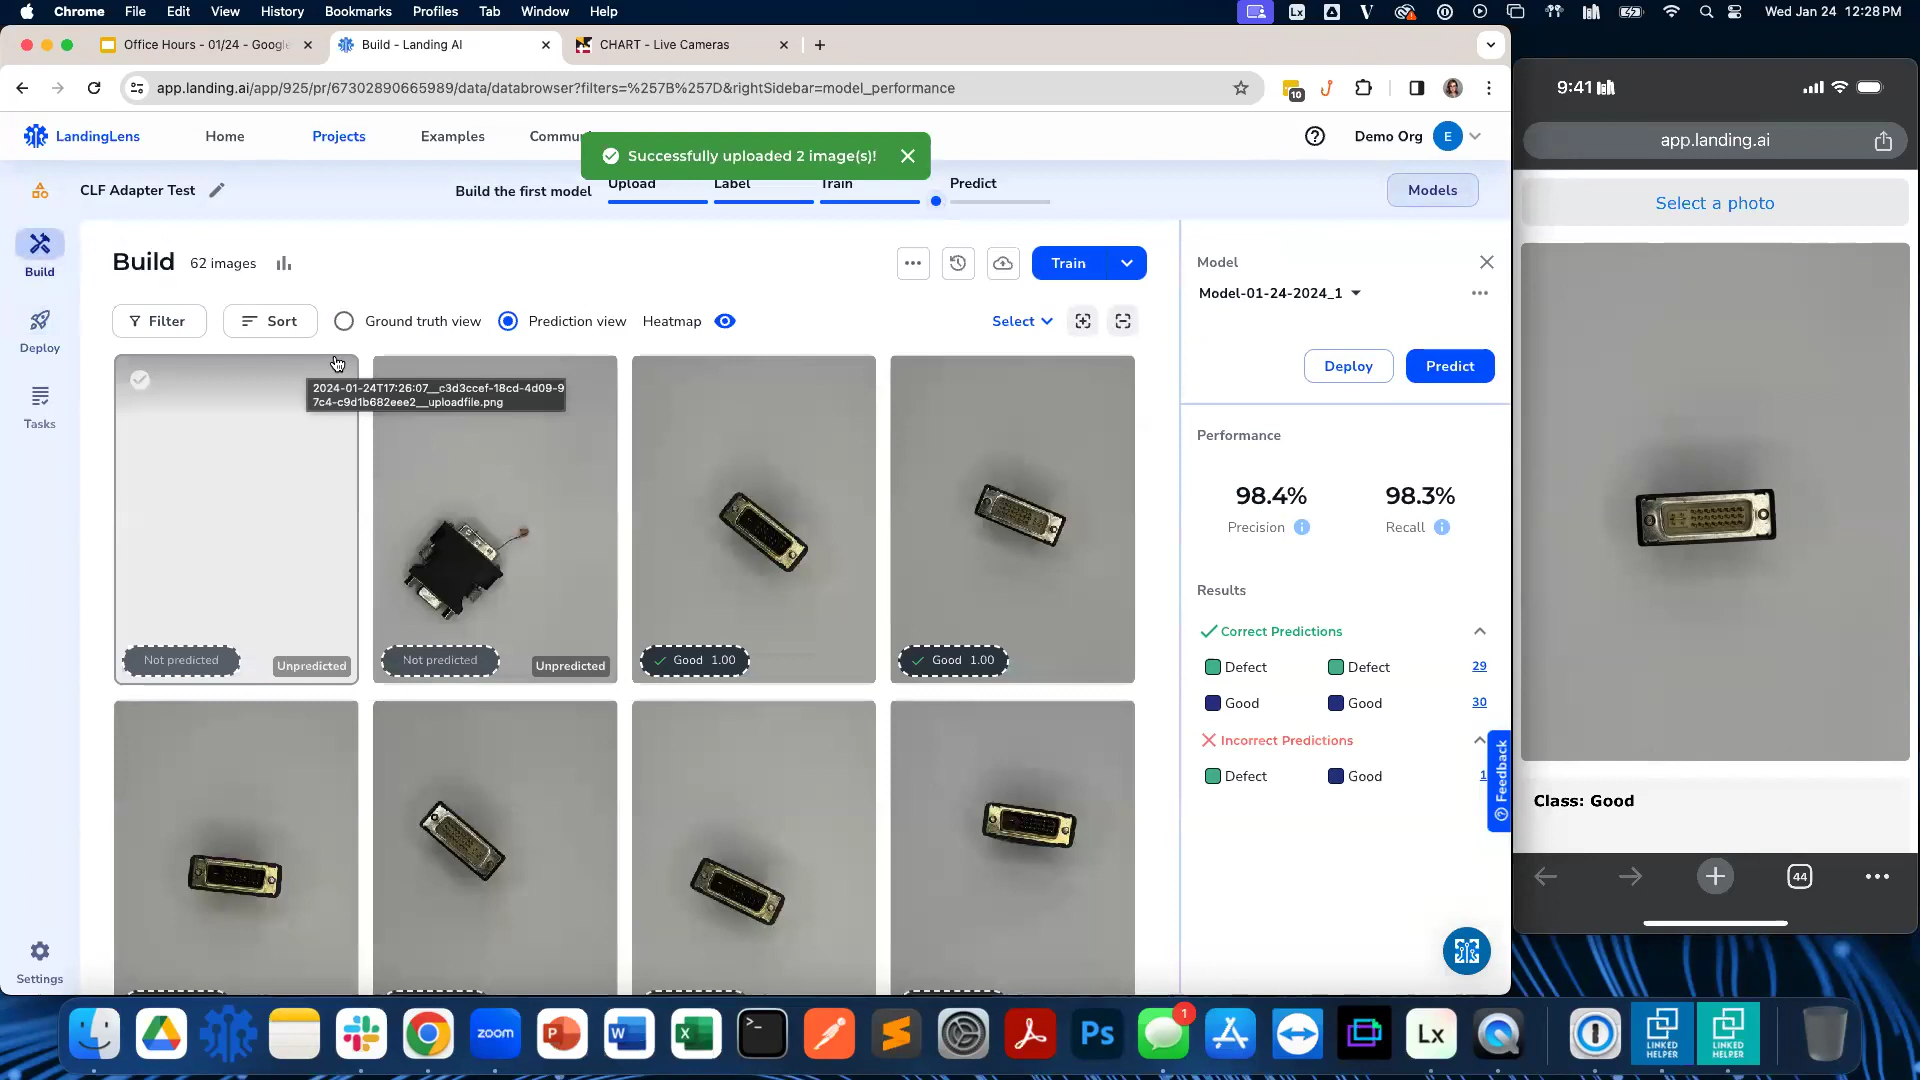 Chrome File Edit View History Bookmarks Profiles Tab Window Help
Wed Jan 24 12:28 PM
Office Hours - 01/24 - Google
Build - Landing AI
CHART - Live Cameras
app.landing.ai/app/925/pr/67302890665989/data/databrowser?filters=%257B%257D&rightSidebar=model_performance
10
LandingLens
Home
Projects
Examples
Commu
Successfully uploaded 2 image(s)!
Demo Org
E
CLF Adapter Test
Build the first model
Upload
Label
Train
Predict
Models
Build
Deploy
Tasks
Settings
Build
62 images
Train
Filter
Sort
Ground truth view
Prediction view
Heatmap
Select
2024-01-24T17:26:07__c3d3ccef-18cd-4d09-9
7c4-c9d1b682eee2__uploadfile.png
Not predicted
Unpredicted
Not predicted
Unpredicted
Good 1.00
Good 1.00
Model
Model-01-24-2024_1
Deploy
Predict
Performance
98.4%
98.3%
Precision
Recall
Results
Correct Predictions
Defect Defect 29
Good Good 30
Incorrect Predictions
Defect Good 1
Feedback
9:41
app.landing.ai
Select a photo
Class: Good
44
zoom
1
Lx
Ps
LINKED
HELPER
LINKED
HELPER